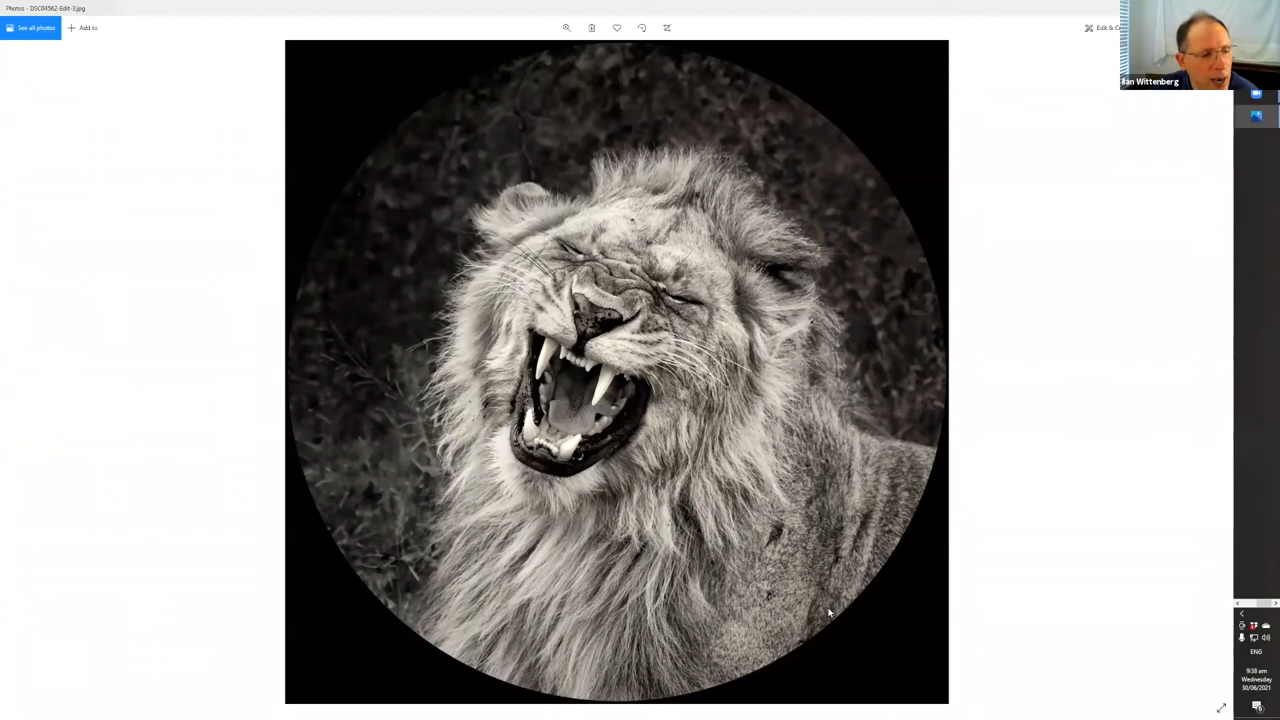 Photos - DSC04562-Edit-3.jpg
See all photos
Add to
Edit & C
Ilan Wittenberg
ENG
9:38 am
Wednesday
30/06/2021